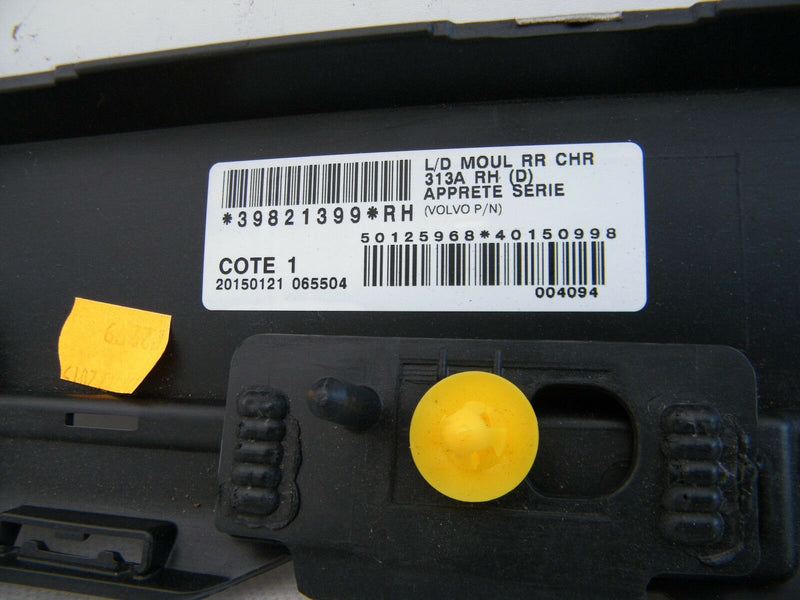 L/D MOUL RR CHR
313A RH (D)
APPRETE SERIE
*39821399*RH
(VOLVO P/N)
50125968*40150998
COTE 1
20150121 065504
004094